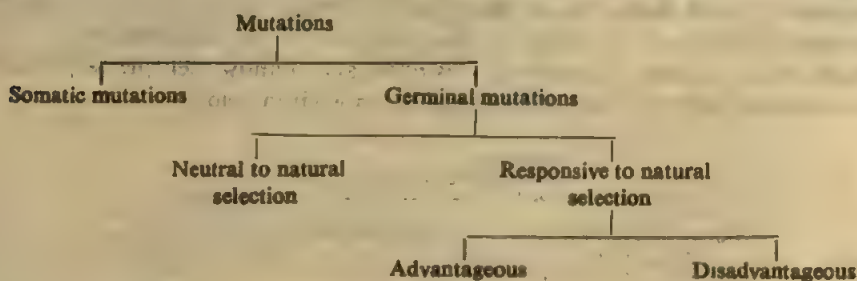 Mutations
Somatic mutations Germinal mutations
Neutral to natural selection
Responsive to natural selection
Advantageous Disadvantageous